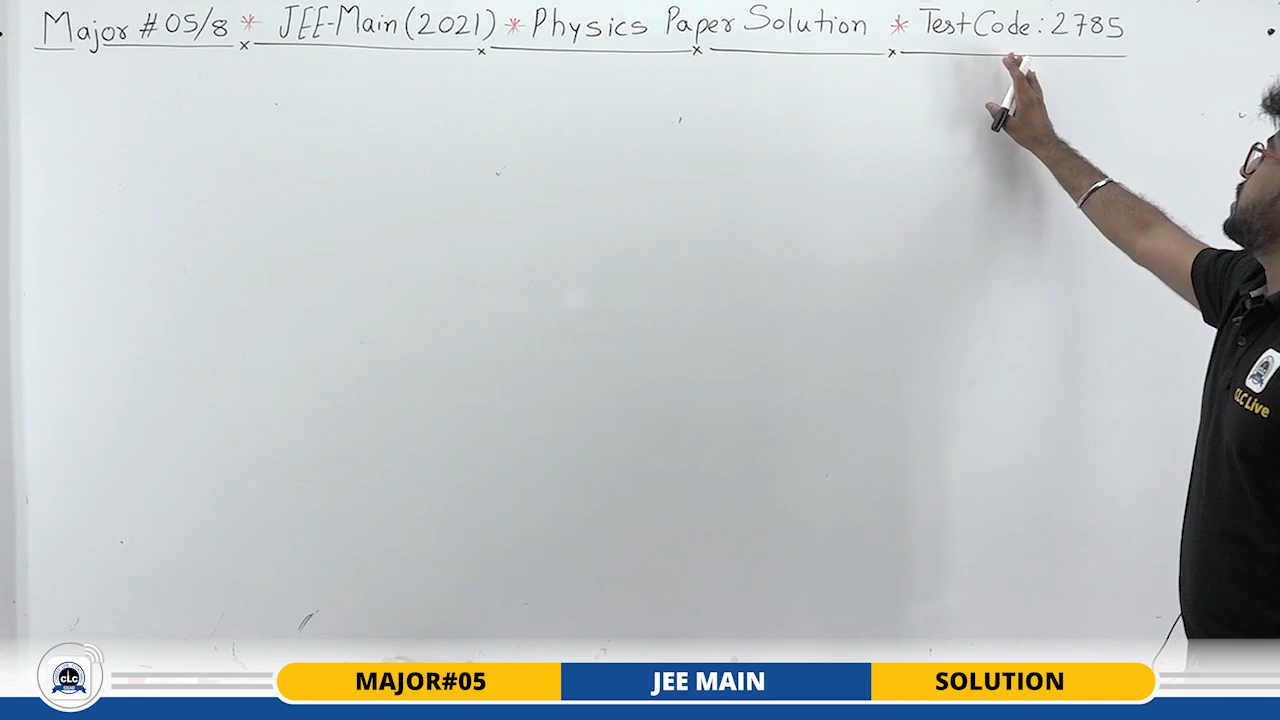 Major # 05/8 * JEE-Main (2021) * Physics Paper Solution * Test Code : 2785
CLC Live
CLC
MAJOR#05 JEE MAIN SOLUTION